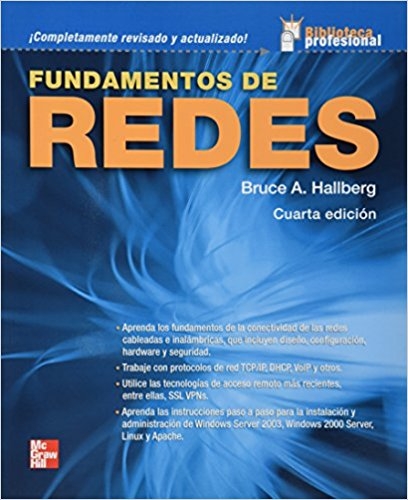 ¡Completamente revisado y actualizado!
Biblioteca
profesional
FUNDAMENTOS DE
REDES
Bruce A. Hallberg
Cuarta edición
• Aprenda los fundamentos de la conectividad de las redes
cableadas e inalámbricas, que incluyen diseño, configuración,
hardware y seguridad.
• Trabaje con protocolos de red TCP/IP, DHCP, VoIP y otros.
• Utilice las tecnologías de acceso remoto más recientes,
entre ellas, SSL VPNs.
• Aprenda las instrucciones paso a paso para la instalación y
administración de Windows Server 2003, Windows 2000 Server,
Linux y Apache.
Mc
Graw
Hill